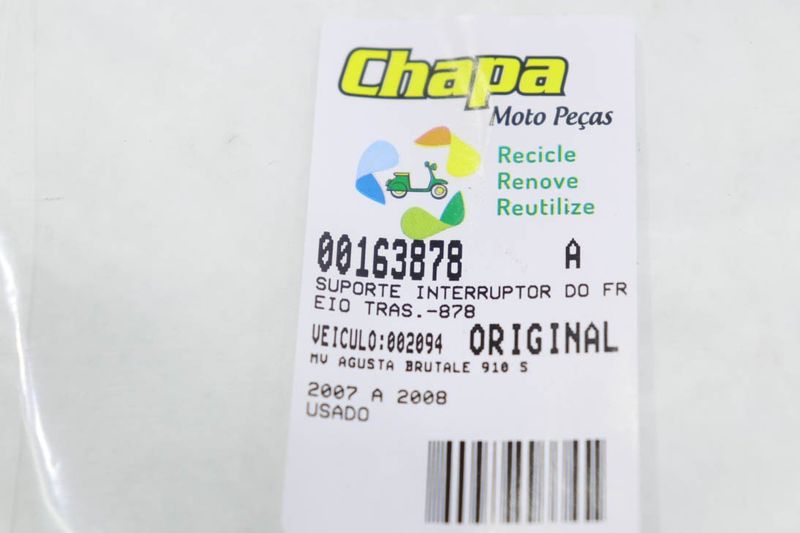 Chapa
Moto Peças
Recicle
Renove
Reutilize
00163878 A
SUPORTE INTERRUPTOR DO FR
EIO TRAS.-878
VEICULO:002094 ORIGINAL
MV AGUSTA BRUTALE 910 S
2007 A 2008
USADO